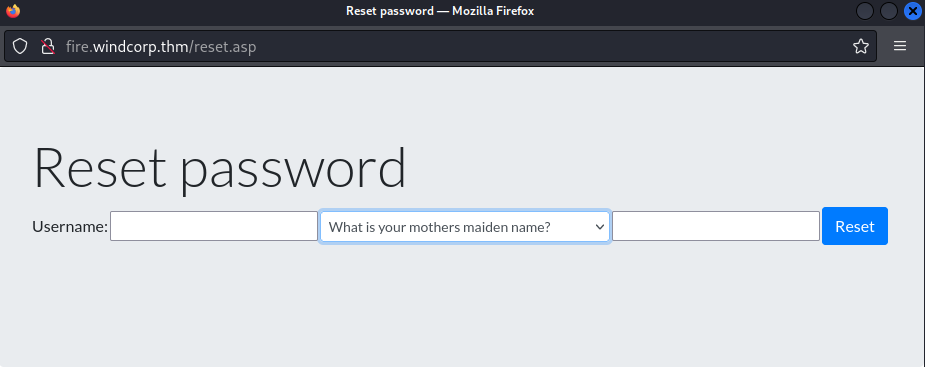 Reset password — Mozilla Firefox
fire.windcorp.thm/reset.asp
Reset password
Username: What is your mothers maiden name? Reset